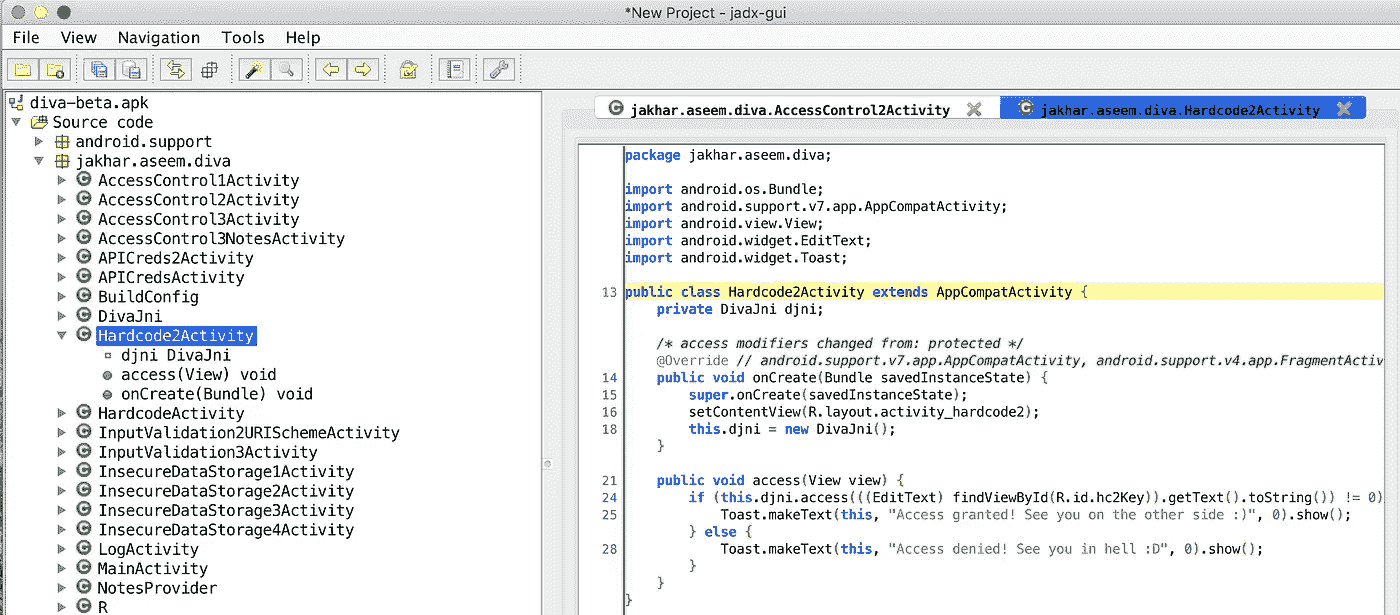 *New Project - jadx-gui
File View Navigation Tools Help
diva-beta.apk
Source code
android.support
jakhar.aseem.diva
AccessControl1Activity
AccessControl2Activity
AccessControl3Activity
AccessControl3NotesActivity
APICreds2Activity
APICredsActivity
BuildConfig
DivaJni
Hardcode2Activity
djni DivaJni
access(View) void
onCreate(Bundle) void
HardcodeActivity
InputValidation2URISchemeActivity
InputValidation3Activity
InsecureDataStorage1Activity
InsecureDataStorage2Activity
InsecureDataStorage3Activity
InsecureDataStorage4Activity
LogActivity
MainActivity
NotesProvider
R
jakhar.aseem.diva.AccessControl2Activity
jakhar.aseem.diva.Hardcode2Activity
package jakhar.aseem.diva;
import android.os.Bundle;
import android.support.v7.app.AppCompatActivity;
import android.view.View;
import android.widget.EditText;
import android.widget.Toast;
13 public class Hardcode2Activity extends AppCompatActivity {
private DivaJni djni;
/* access modifiers changed from: protected */
@Override // android.support.v7.app.AppCompatActivity, android.support.v4.app.FragmentActiv
14 public void onCreate(Bundle savedInstanceState) {
15 super.onCreate(savedInstanceState);
16 setContentView(R.layout.activity_hardcode2);
18 this.djni = new DivaJni();
}
21 public void access(View view) {
24 if (this.djni.access(((EditText) findViewById(R.id.hc2Key)).getText().toString()) != 0)
25 Toast.makeText(this, "Access granted! See you on the other side :)", 0).show();
} else {
28 Toast.makeText(this, "Access denied! See you in hell :D", 0).show();
}
}
}